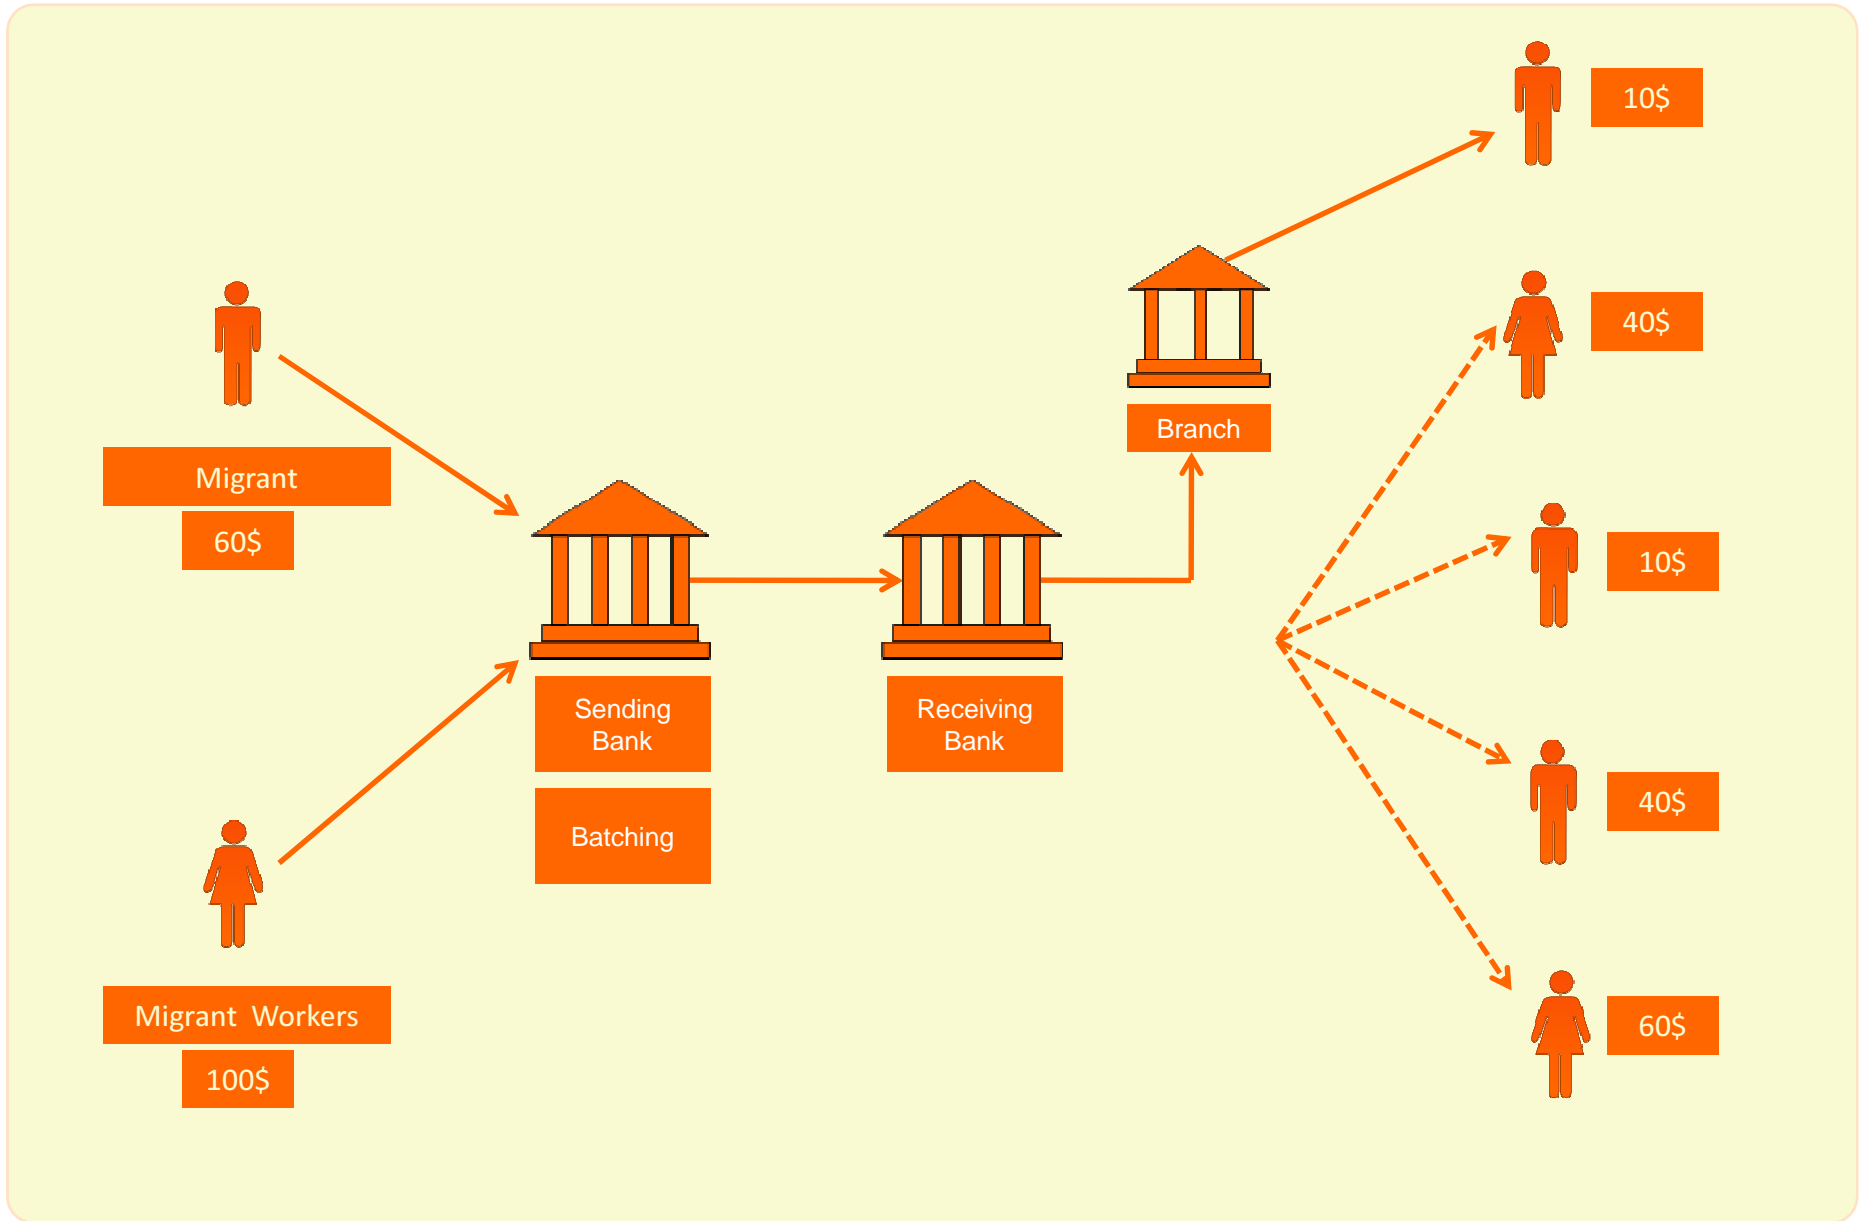 10$
40$
Branch
Migrant
60$
10$
Sending
Bank
Receiving
Bank
40$
Batching
Migrant Workers
100$
60$